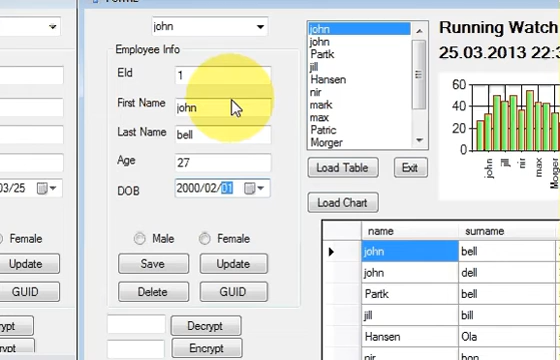 john
Employee Info
EId 1
First Name john
Last Name bell
Age 27
DOB 2000/02/01
Male Female
Save Update
Delete GUID
Decrypt
Encrypt
03/25
Female
Update
GUID
john
john
Partk
jill
Hansen
nir
mark
max
Patric
Morger
Load Table Exit
Load Chart
Running Watch
25.03.2013 22:3
60
40
20
0
john
jill
nir
max
Morger
name surname
john bell
john dell
Partk bell
jill bill
Hansen Ola
nir bon